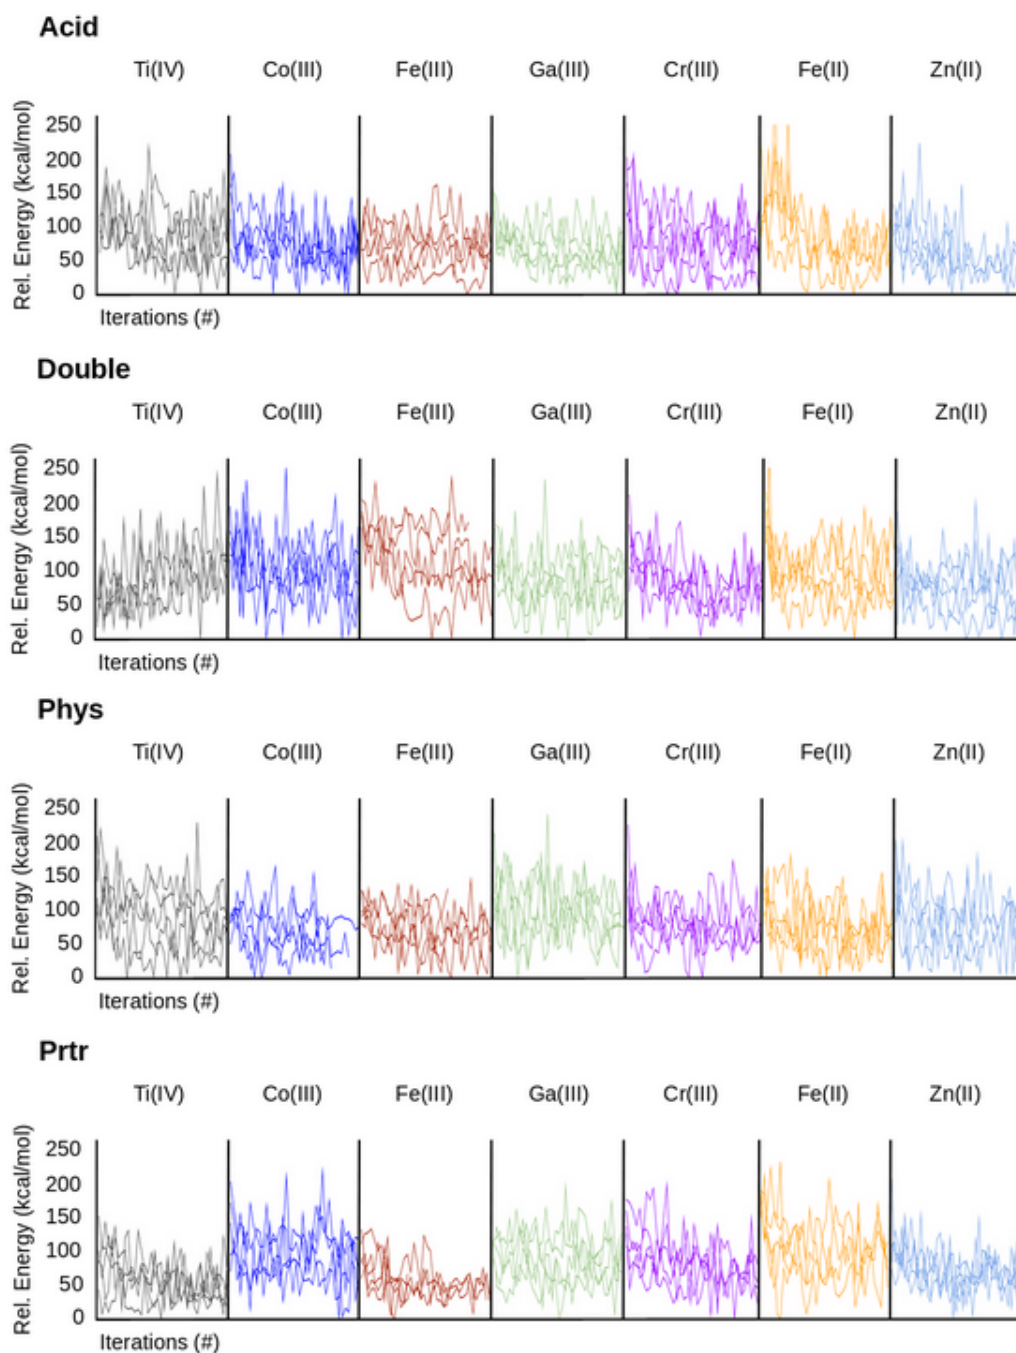 Acid
Ti(IV) Co(III) Fe(III) Ga(III) Cr(III) Fe(II) Zn(II)
Rel. Energy (kcal/mol)
250
200
150
100
50
0
Iterations (#)
Double
Ti(IV) Co(III) Fe(III) Ga(III) Cr(III) Fe(II) Zn(II)
Rel. Energy (kcal/mol)
250
200
150
100
50
0
Iterations (#)
Phys
Ti(IV) Co(III) Fe(III) Ga(III) Cr(III) Fe(II) Zn(II)
Rel. Energy (kcal/mol)
250
200
150
100
50
0
Iterations (#)
Prtr
Ti(IV) Co(III) Fe(III) Ga(III) Cr(III) Fe(II) Zn(II)
Rel. Energy (kcal/mol)
250
200
150
100
50
0
Iterations (#)